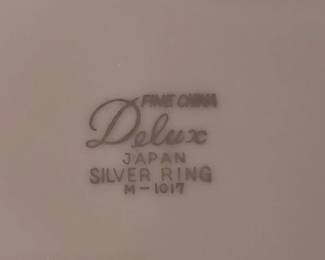 FINE CHINA
Delux
JAPAN
SILVER RING
M-1017